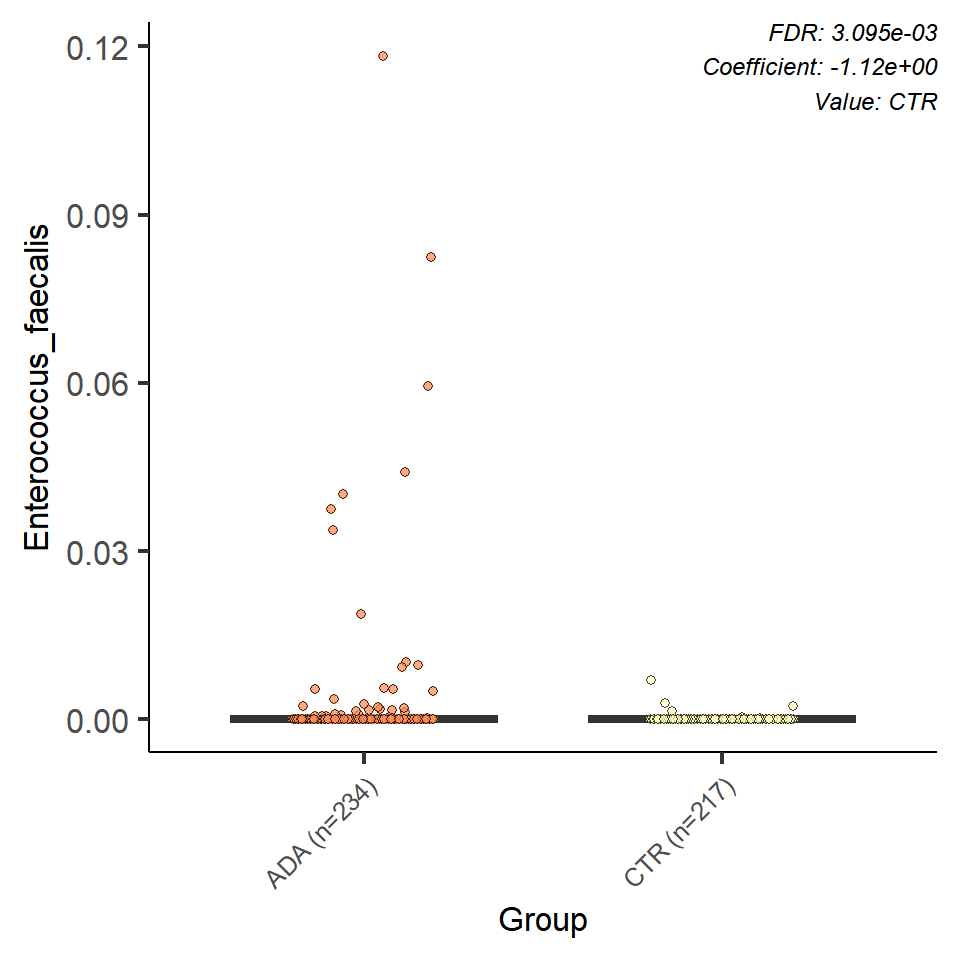 FDR: 3.095e-03
Coefficient: -1.12e+00
Value: CTR
0.12
0.09
0.06
0.03
0.00
Enterococcus_faecalis
ADA (n=234)
CTR (n=217)
Group